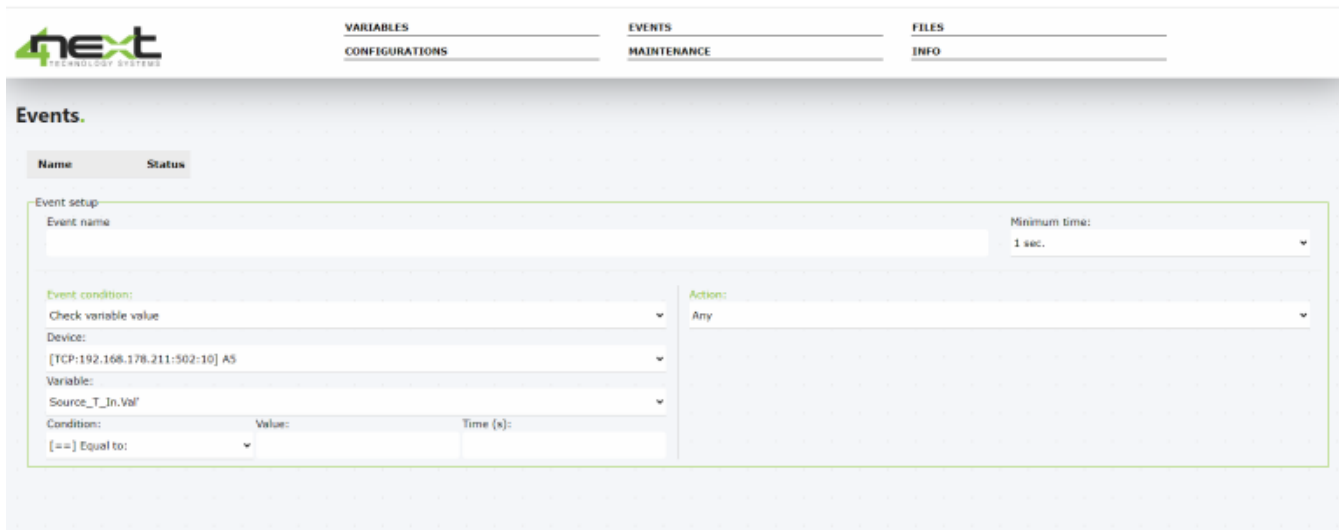 4next
TECHNOLOGY SYSTEMS
VARIABLES
EVENTS
FILES
CONFIGURATIONS
MAINTENANCE
INFO
Events.
Name Status
Event setup
Event name
Minimum time:
1 sec.
Event condition:
Action:
Check variable value
Any
Device:
[TCP:192.168.178.211:502:10] A5
Variable:
Source_T_In.Val'
Condition: Value: Time (s):
[==] Equal to: